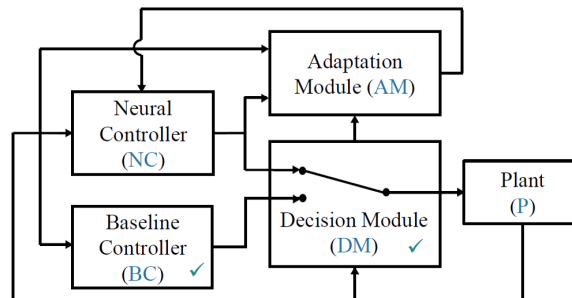 Adaptation
Module (AM)
Neural
Controller
(NC)
Plant
(P)
Baseline
Controller
(BC) ✓
Decision Module
(DM) ✓